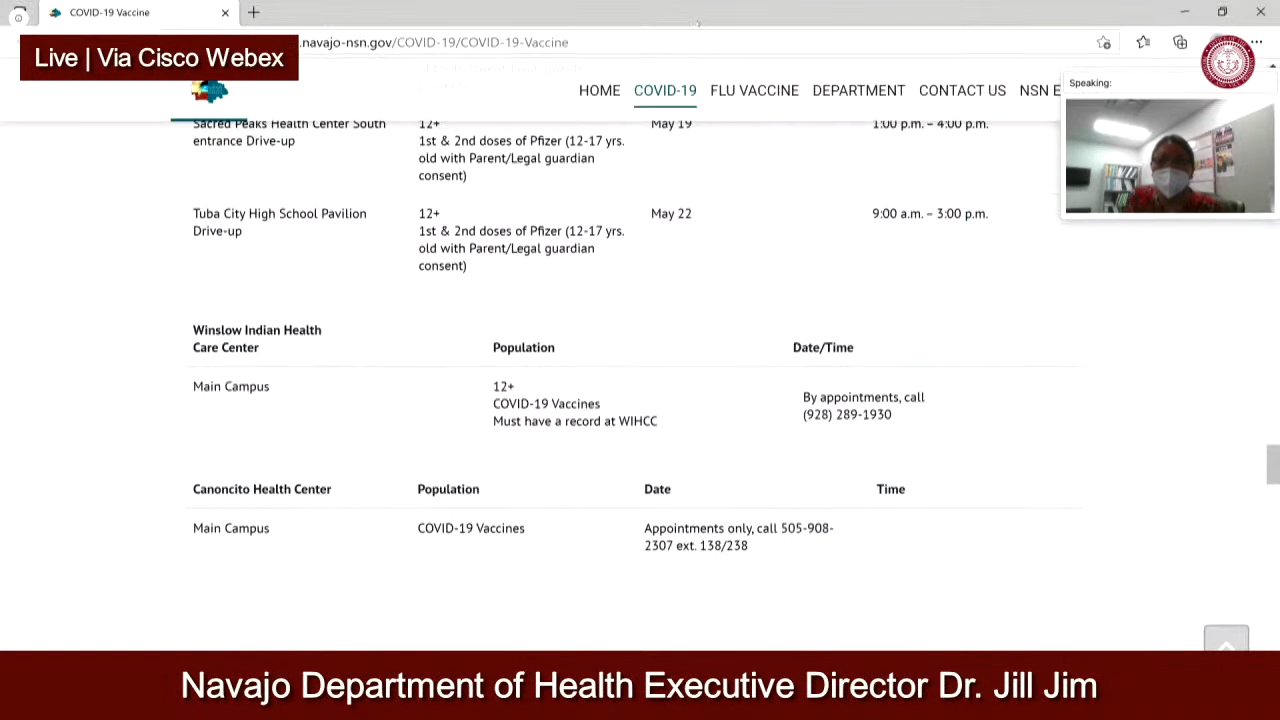 COVID-19 Vaccine
.navajo-nsn.gov/COVID-19/COVID-19-Vaccine
Live | Via Cisco Webex
HOME COVID-19 FLU VACCINE DEPARTMENT CONTACT US NSN E
Speaking:
Sacred Peaks Health Center South
entrance Drive-up
12+
1st & 2nd doses of Pfizer (12-17 yrs.
old with Parent/Legal guardian
consent)
May 19
1:00 p.m. – 4:00 p.m.
Tuba City High School Pavilion
Drive-up
12+
1st & 2nd doses of Pfizer (12-17 yrs.
old with Parent/Legal guardian
consent)
May 22
9:00 a.m. – 3:00 p.m.
Winslow Indian Health
Care Center
Population
Date/Time
Main Campus
12+
COVID-19 Vaccines
Must have a record at WIHCC
By appointments, call
(928) 289-1930
Canoncito Health Center
Population
Date
Time
Main Campus
COVID-19 Vaccines
Appointments only, call 505-908-
2307 ext. 138/238
Navajo Department of Health Executive Director Dr. Jill Jim